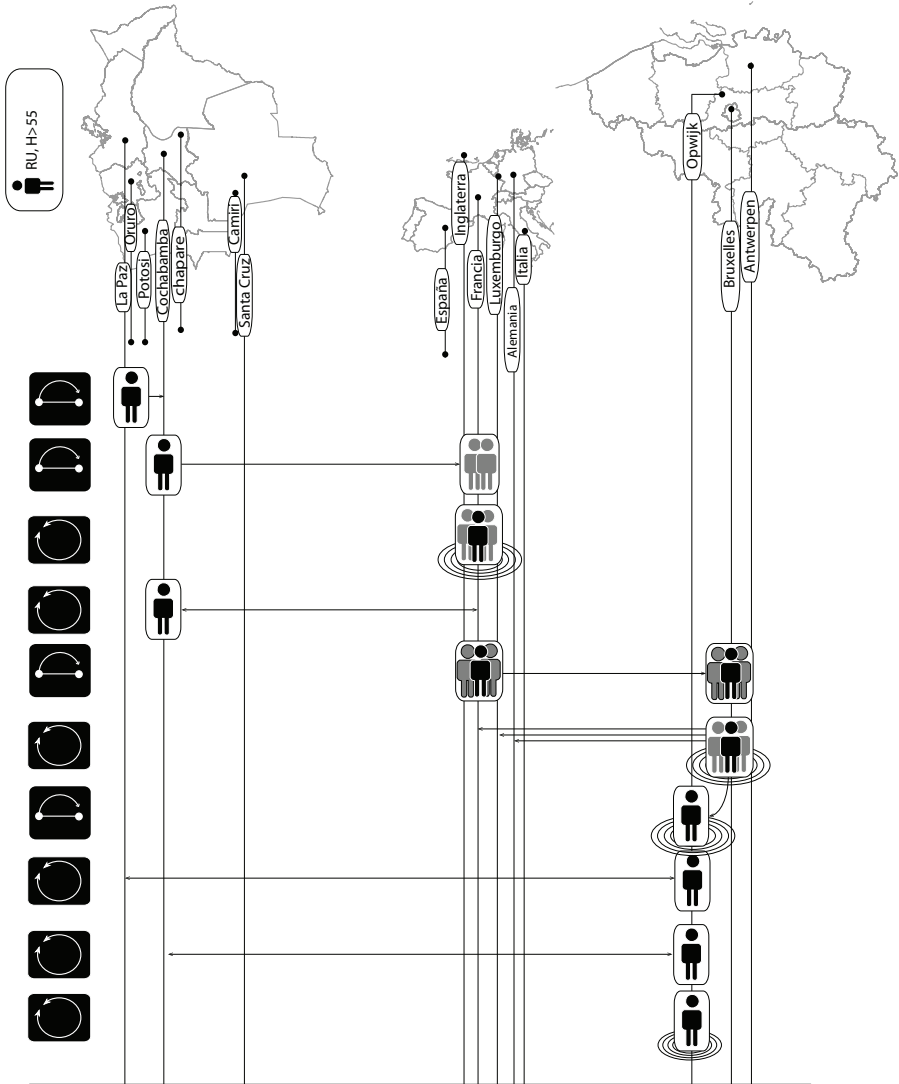 RU, H>55
La Paz
Oruro
Potosi
Cochabamba
chapare
Camiri
Santa Cruz
España
Inglaterra
Francia
Luxemburgo
Alemania
Italia
Opwijk
Bruxelles
Antwerpen